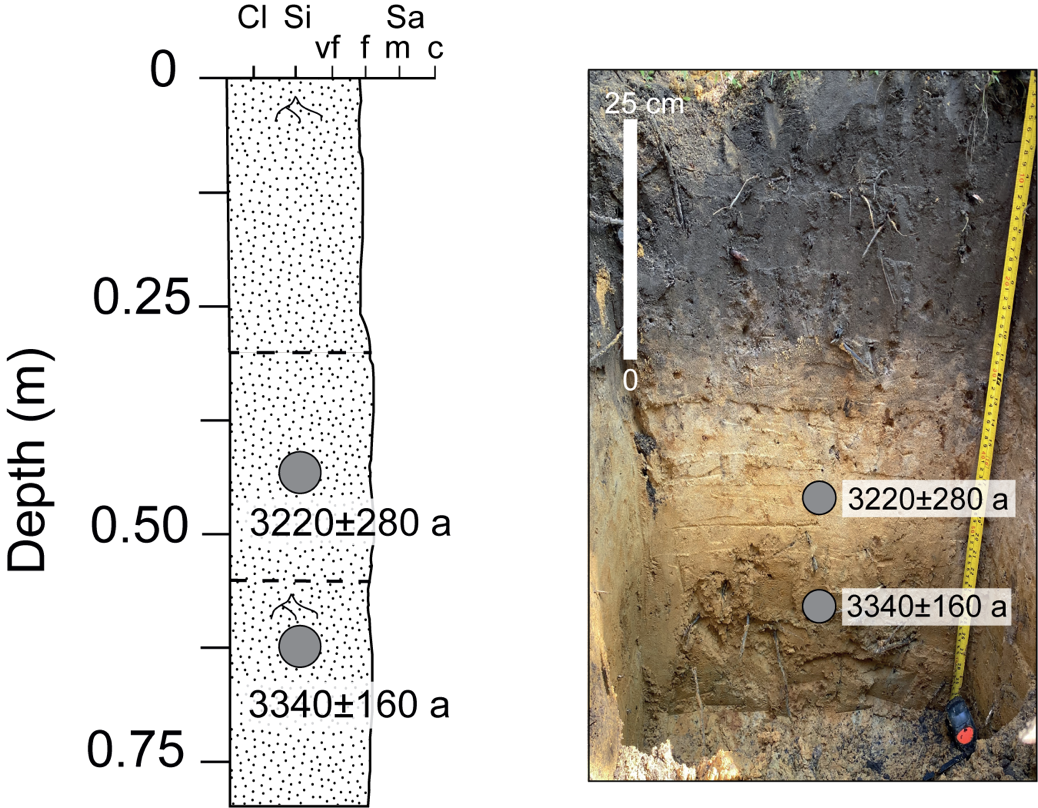 Cl Si Sa
vf f m c
0
0.25
0.50
0.75
Depth (m)
3220±280 a
3340±160 a
25 cm
0
3220±280 a
3340±160 a